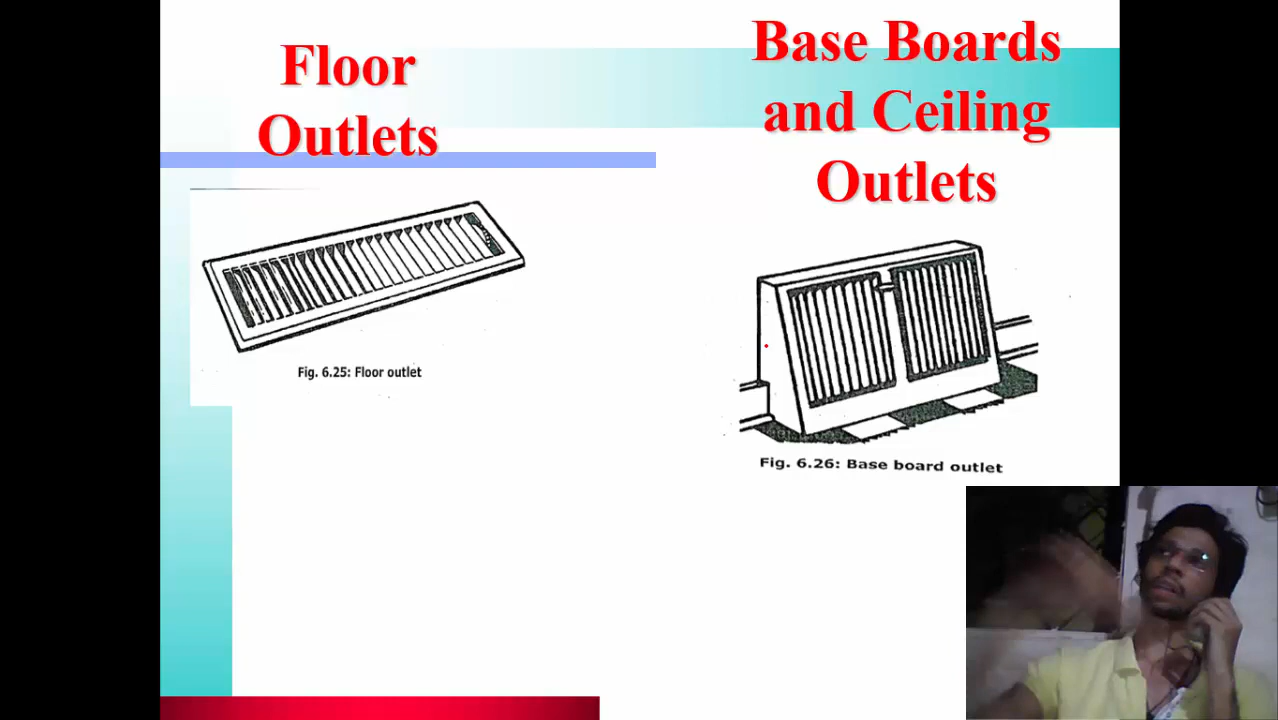 Floor
Outlets
Fig. 6.25: Floor outlet
Base Boards
and Ceiling
Outlets
Fig. 6.26: Base board outlet